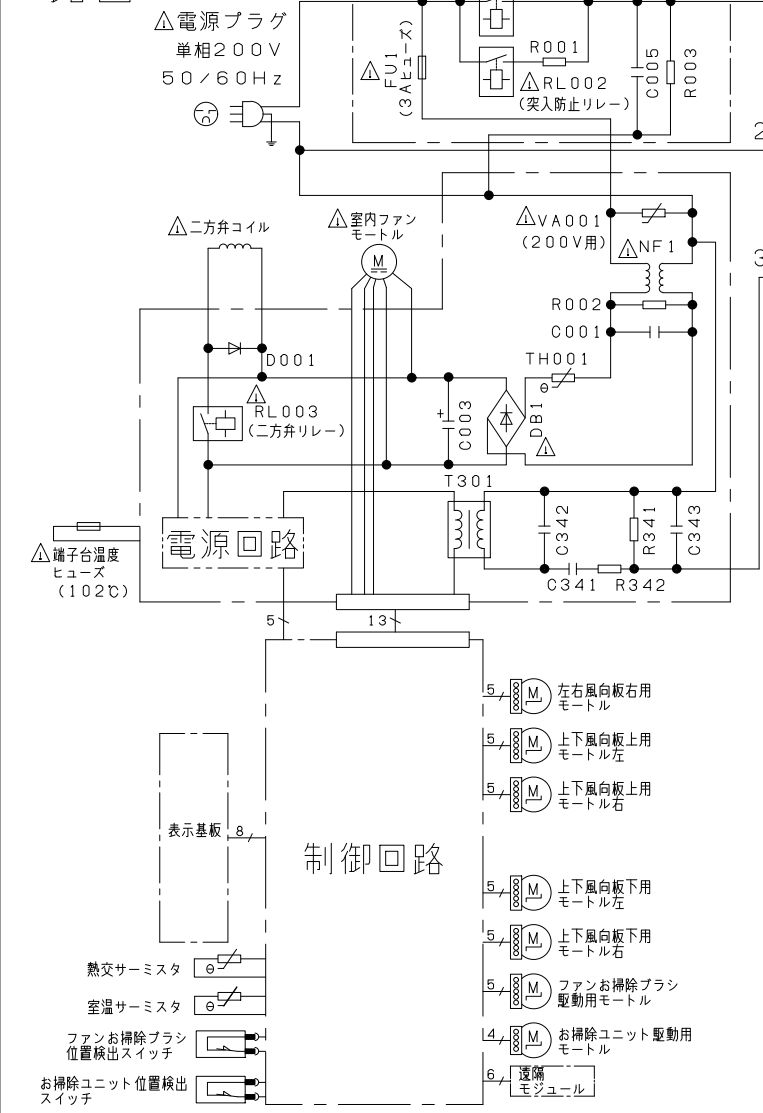 電源プラグ
単相200V
50/60Hz
FU1
(3Aヒューズ)
R001
RL002
(突入防止リレー)
C005
R003
2
二方弁コイル
室内ファン
モートル
M
VA001
(200V用)
NF1
3
R002
C001
TH001
θ
D001
RL003
(二方弁リレー)
+
C003
DB1
T301
電源回路
端子台温度
ヒューズ
(102℃)
C342
R341
C343
C341
R342
5
13
5
M
左右風向板右用
モートル
5
M
上下風向板上用
モートル左
5
M
上下風向板上用
モートル右
表示基板
8
制御回路
5
M
上下風向板下用
モートル左
5
M
上下風向板下用
モートル右
熱交サーミスタ
θ
5
M
ファンお掃除ブラシ
駆動用モートル
室温サーミスタ
θ
ファンお掃除ブラシ
位置検出スイッチ
4
M
お掃除ユニット駆動用
モートル
お掃除ユニット位置検出
スイッチ
6
遠隔
モジュール